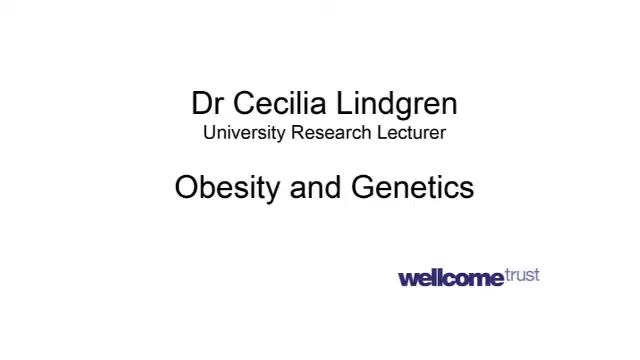 Dr Cecilia Lindgren
University Research Lecturer
Obesity and Genetics
wellcometrust